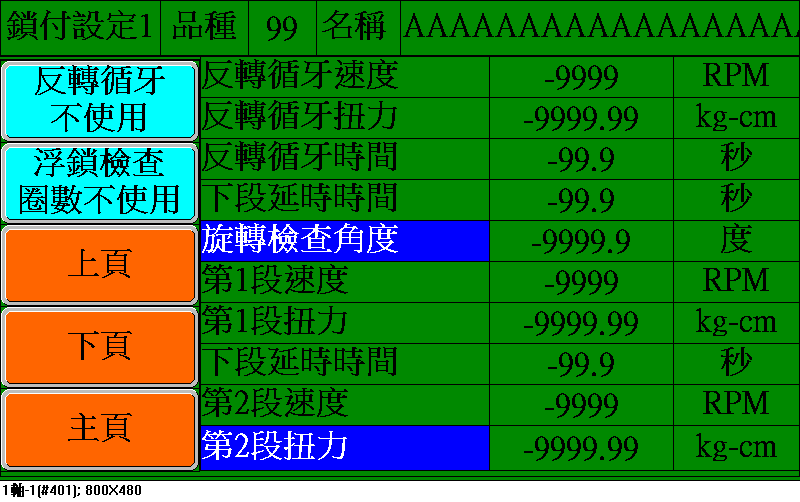 鎖付設定1 品種 99 名稱 AAAAAAAAAAAAAAAAA
反轉循牙
不使用
浮鎖檢查
圈數不使用
上頁
下頁
主頁
反轉循牙速度 -9999 RPM
反轉循牙扭力 -9999.99 kg-cm
反轉循牙時間 -99.9 秒
下段延時時間 -99.9 秒
旋轉檢查角度 -9999.9 度
第1段速度 -9999 RPM
第1段扭力 -9999.99 kg-cm
下段延時時間 -99.9 秒
第2段速度 -9999 RPM
第2段扭力 -9999.99 kg-cm
1軸-1(#401); 800X480